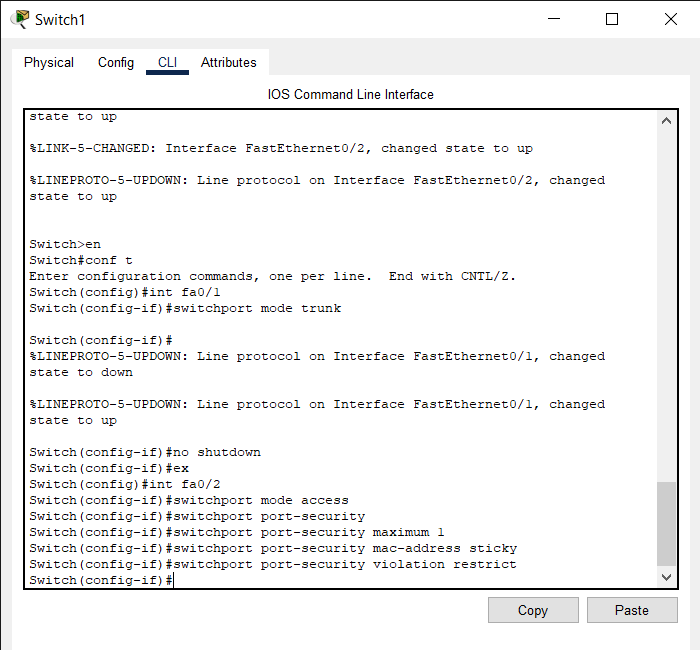 Switch1
Physical Config CLI Attributes
IOS Command Line Interface
state to up
%LINK-5-CHANGED: Interface FastEthernet0/2, changed state to up
%LINEPROTO-5-UPDOWN: Line protocol on Interface FastEthernet0/2, changed
state to up
Switch>en
Switch#conf t
Enter configuration commands, one per line.  End with CNTL/Z.
Switch(config)#int fa0/1
Switch(config-if)#switchport mode trunk
Switch(config-if)#
%LINEPROTO-5-UPDOWN: Line protocol on Interface FastEthernet0/1, changed
state to down
%LINEPROTO-5-UPDOWN: Line protocol on Interface FastEthernet0/1, changed
state to up
Switch(config-if)#no shutdown
Switch(config-if)#ex
Switch(config)#int fa0/2
Switch(config-if)#switchport mode access
Switch(config-if)#switchport port-security
Switch(config-if)#switchport port-security maximum 1
Switch(config-if)#switchport port-security mac-address sticky
Switch(config-if)#switchport port-security violation restrict
Switch(config-if)#
Copy Paste